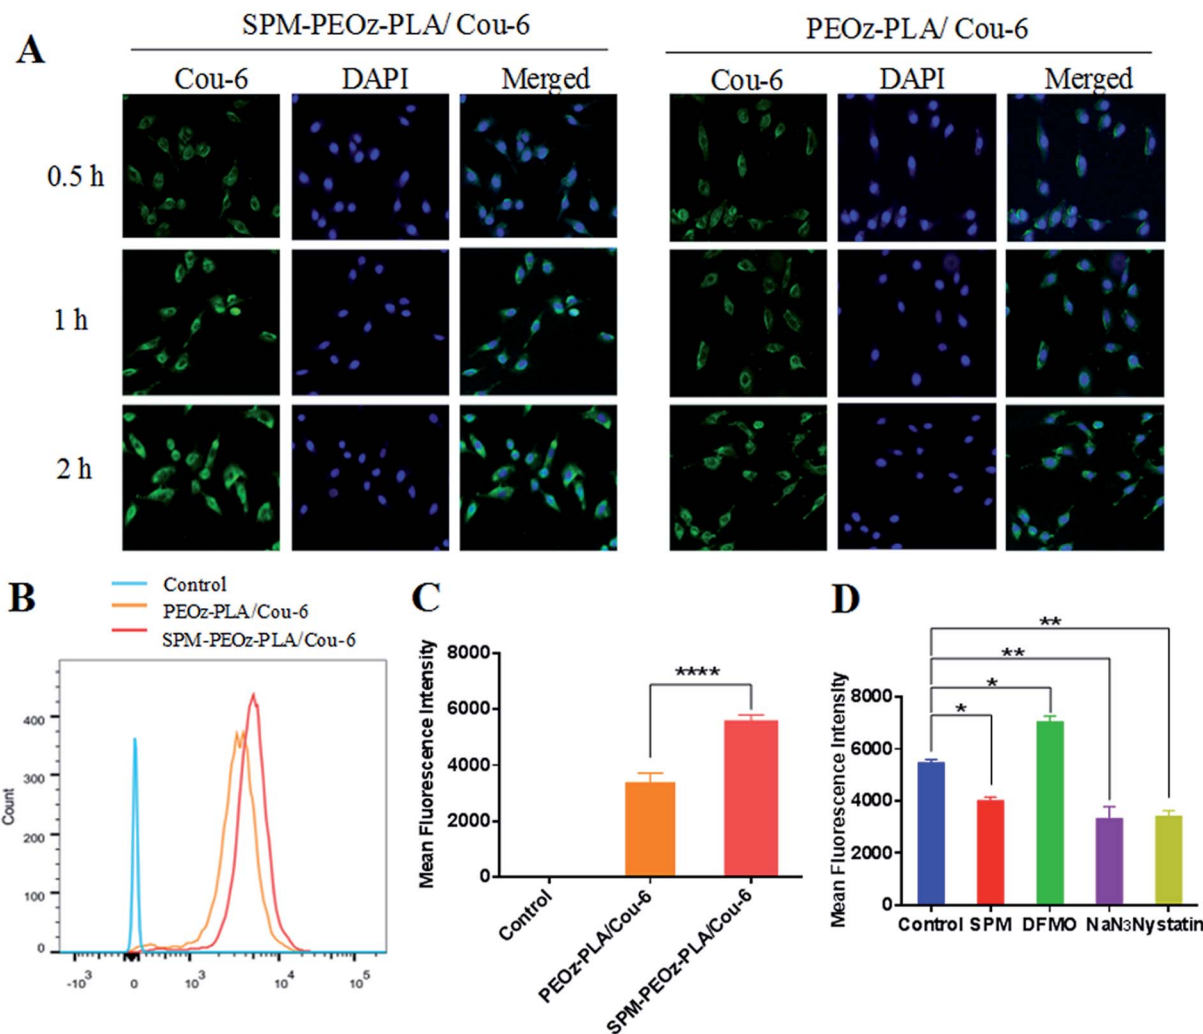 A
SPM-PEOz-PLA/ Cou-6
PEOz-PLA/ Cou-6
Cou-6 DAPI Merged
Cou-6 DAPI Merged
0.5 h
1 h
2 h
B
Control
PEOz-PLA/Cou-6
SPM-PEOz-PLA/Cou-6
Count
400
300
200
100
0
-10³ 0 10³ 10⁴ 10⁵
C
Mean Fluorescence Intensity
8000
6000
4000
2000
0
****
Control
PEOz-PLA/Cou-6
SPM-PEOz-PLA/Cou-6
D
Mean Fluorescence Intensity
8000
6000
4000
2000
0
**
**
*
*
Control SPM DFMO NaN₃ Nystatin